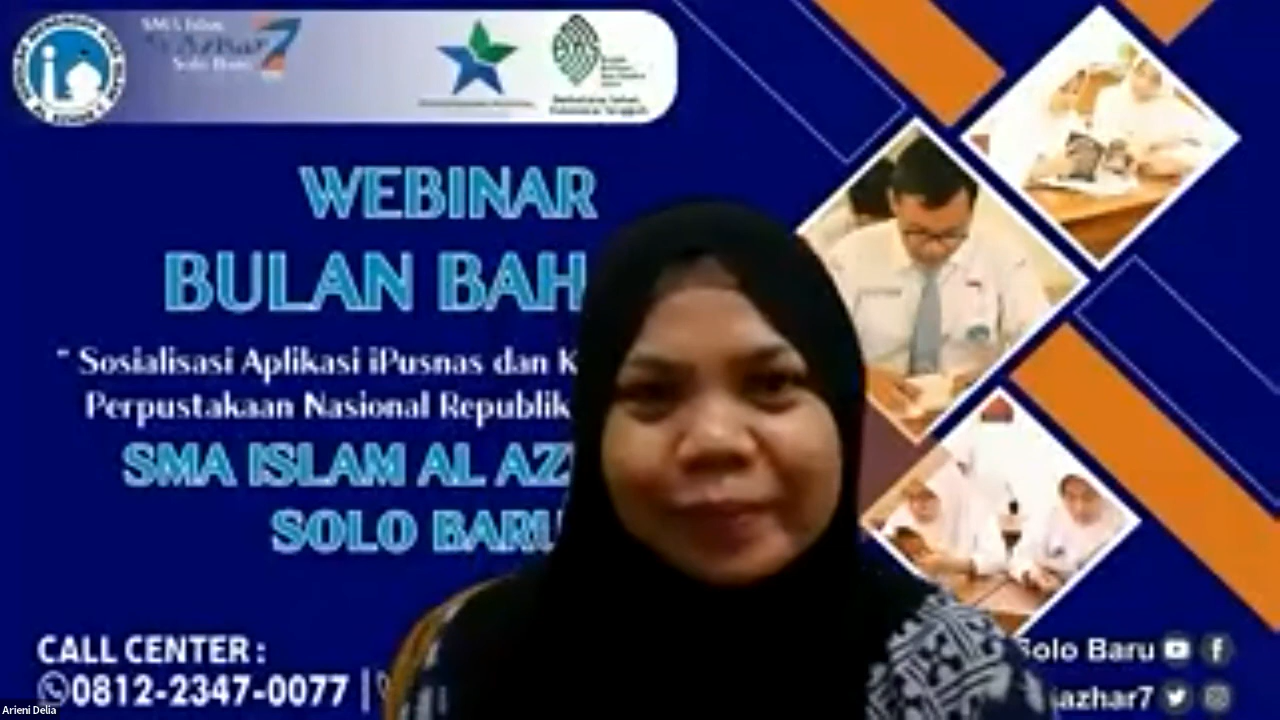 SMA Islam
Al Azhar 7
Solo Baru
WEBINAR
BULAN BAH
" Sosialisasi Aplikasi iPusnas dan K
Perpustakaan Nasional Republik
SMA ISLAM AL AZ
SOLO BARU
CALL CENTER :
0812-2347-0077 |
Solo Baru
azhar7
Arieni Delia